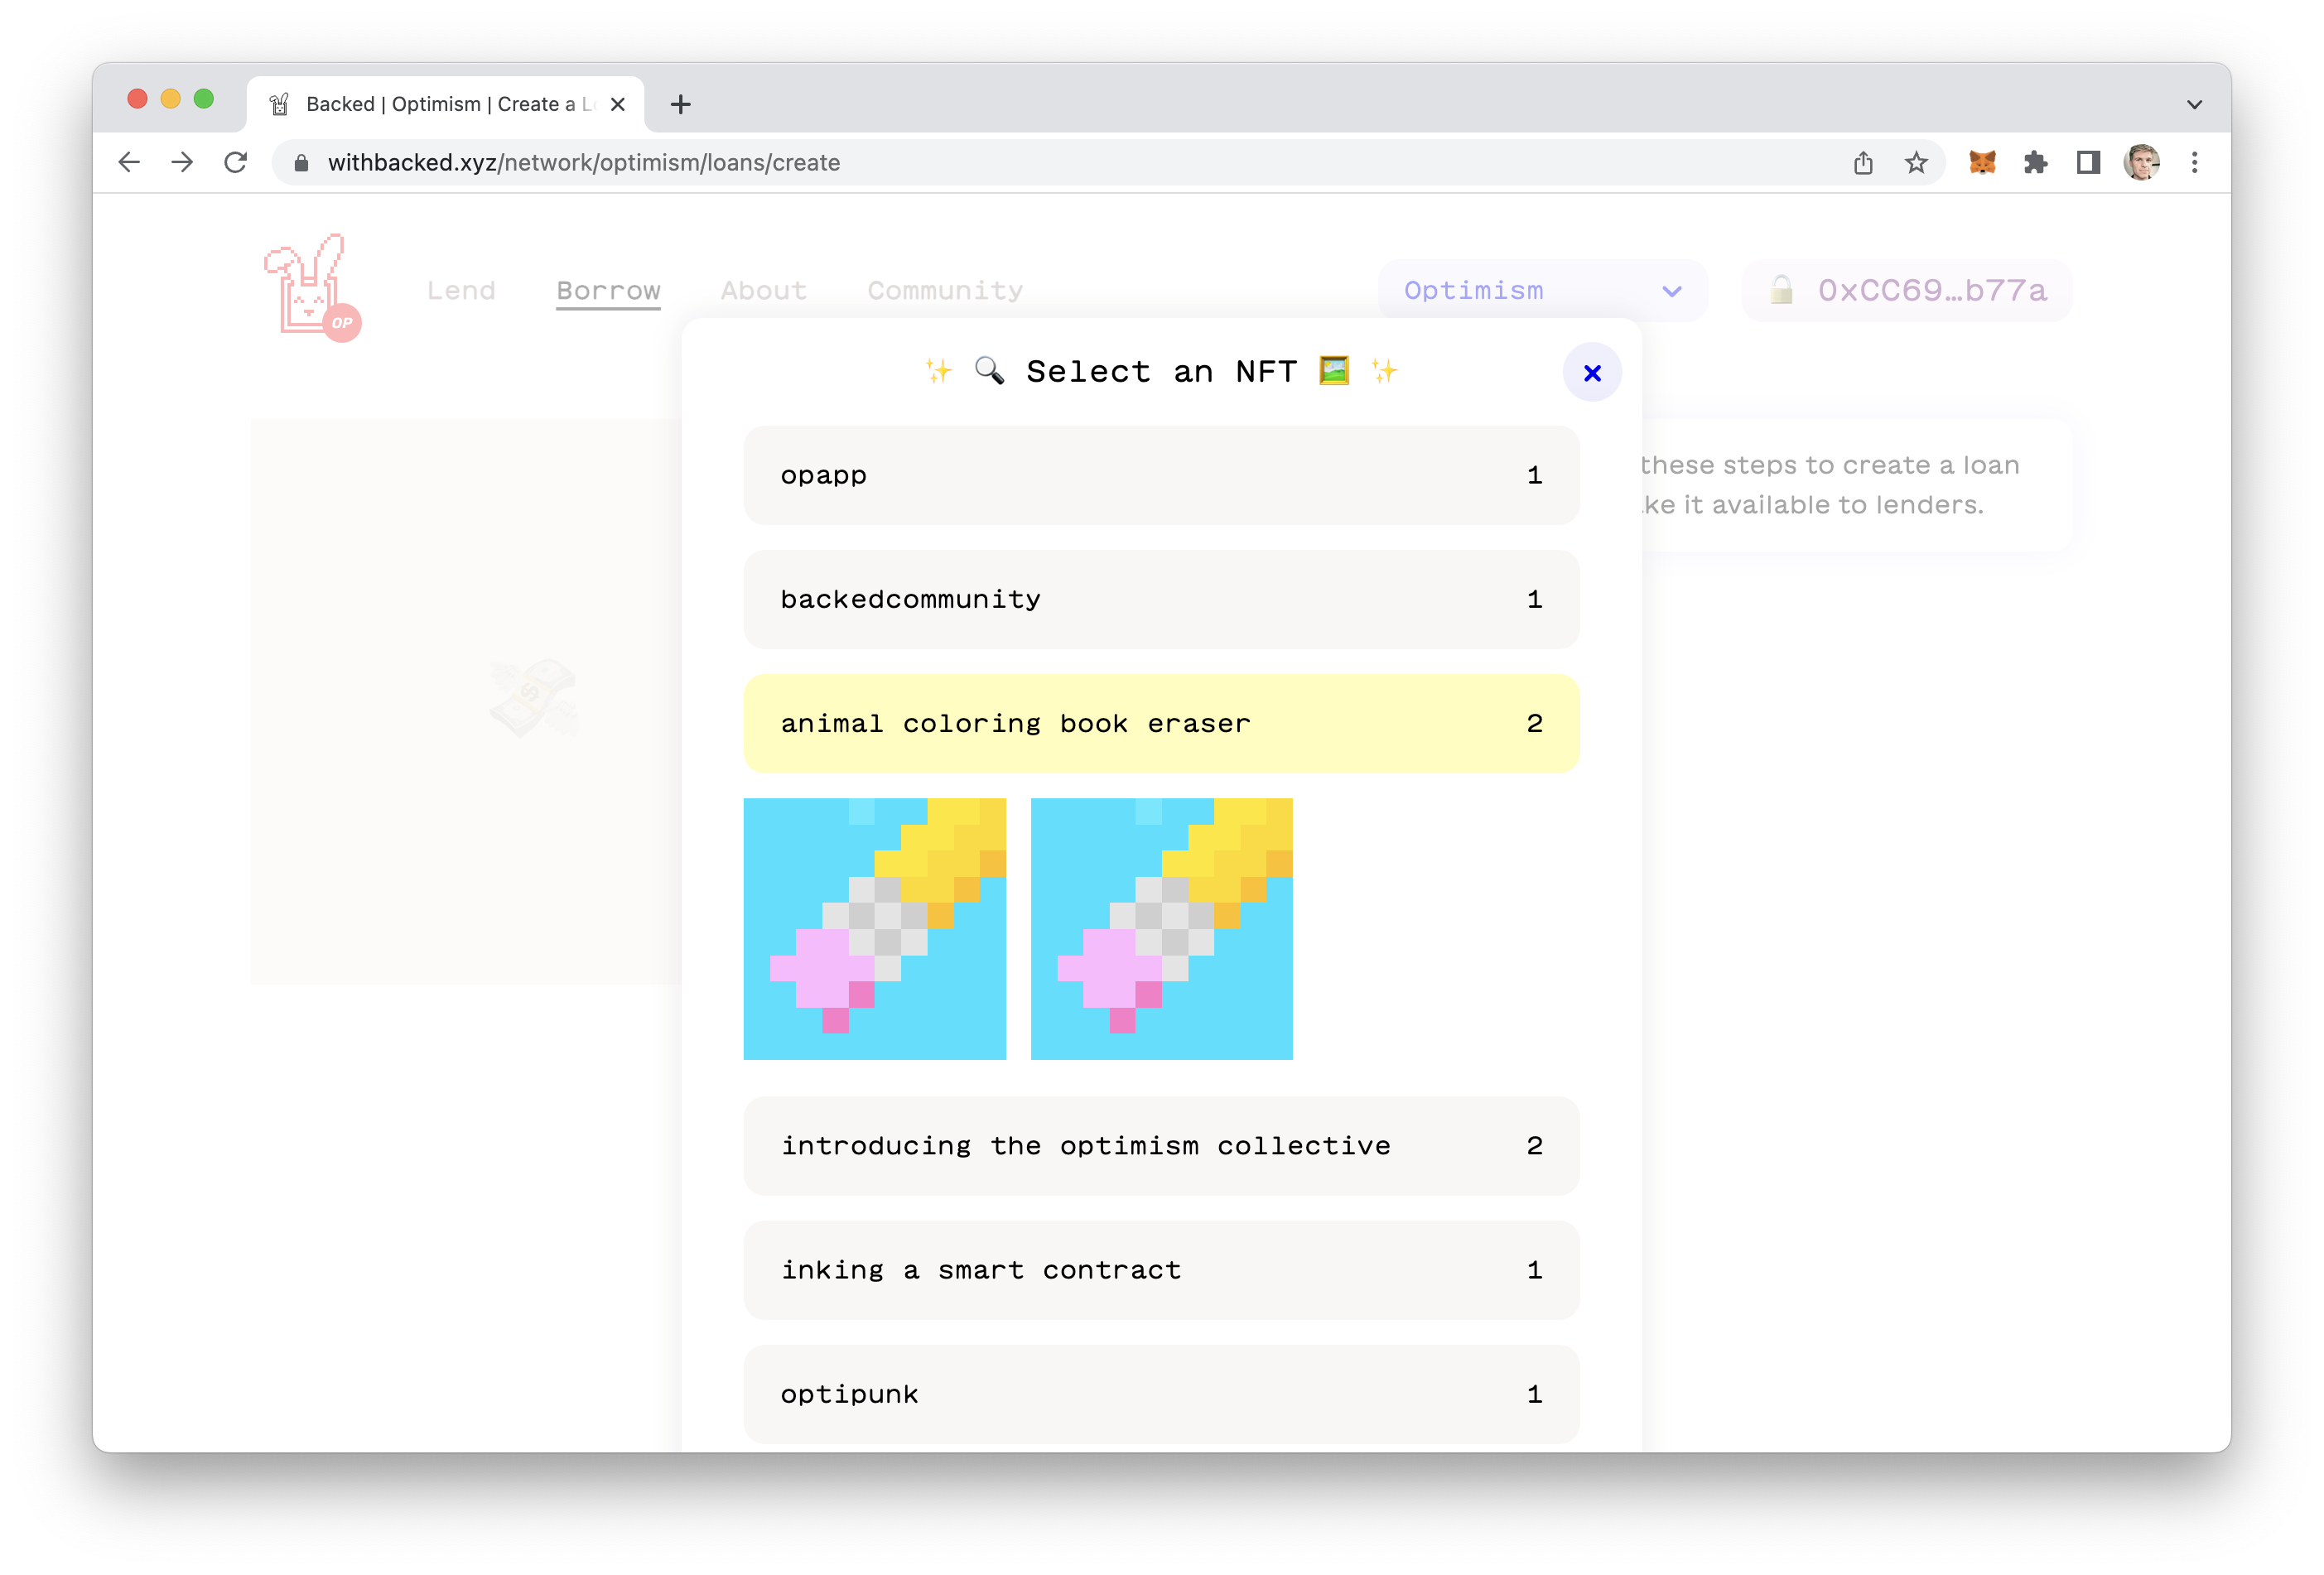 Backed | Optimism | Create a L
withbacked.xyz/network/optimism/loans/create
OP
Lend
Borrow
About
Community
Optimism
0xCC69…b77a
Select an NFT
these steps to create a loan
ke it available to lenders.
opapp 1
backedcommunity 1
animal coloring book eraser 2
introducing the optimism collective 2
inking a smart contract 1
optipunk 1